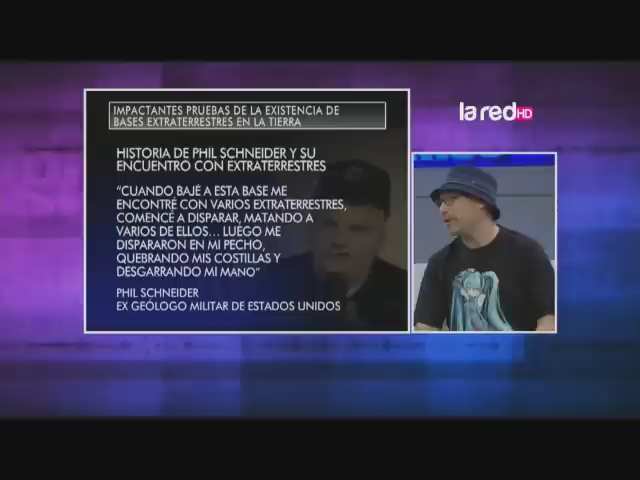 IMPACTANTES PRUEBAS DE LA EXISTENCIA DE
BASES EXTRATERRESTRES EN LA TIERRA
la red HD
HISTORIA DE PHIL SCHNEIDER Y SU
ENCUENTRO CON EXTRATERRESTRES
“CUANDO BAJÉ A ESTA BASE ME
ENCONTRÉ CON VARIOS EXTRATERRESTRES,
COMENCÉ A DISPARAR, MATANDO A
VARIOS DE ELLOS... LUEGO ME
DISPARARON EN MI PECHO,
QUEBRANDO MIS COSTILLAS Y
DESGARRANDO MI MANO”
PHIL SCHNEIDER
EX GEÓLOGO MILITAR DE ESTADOS UNIDOS